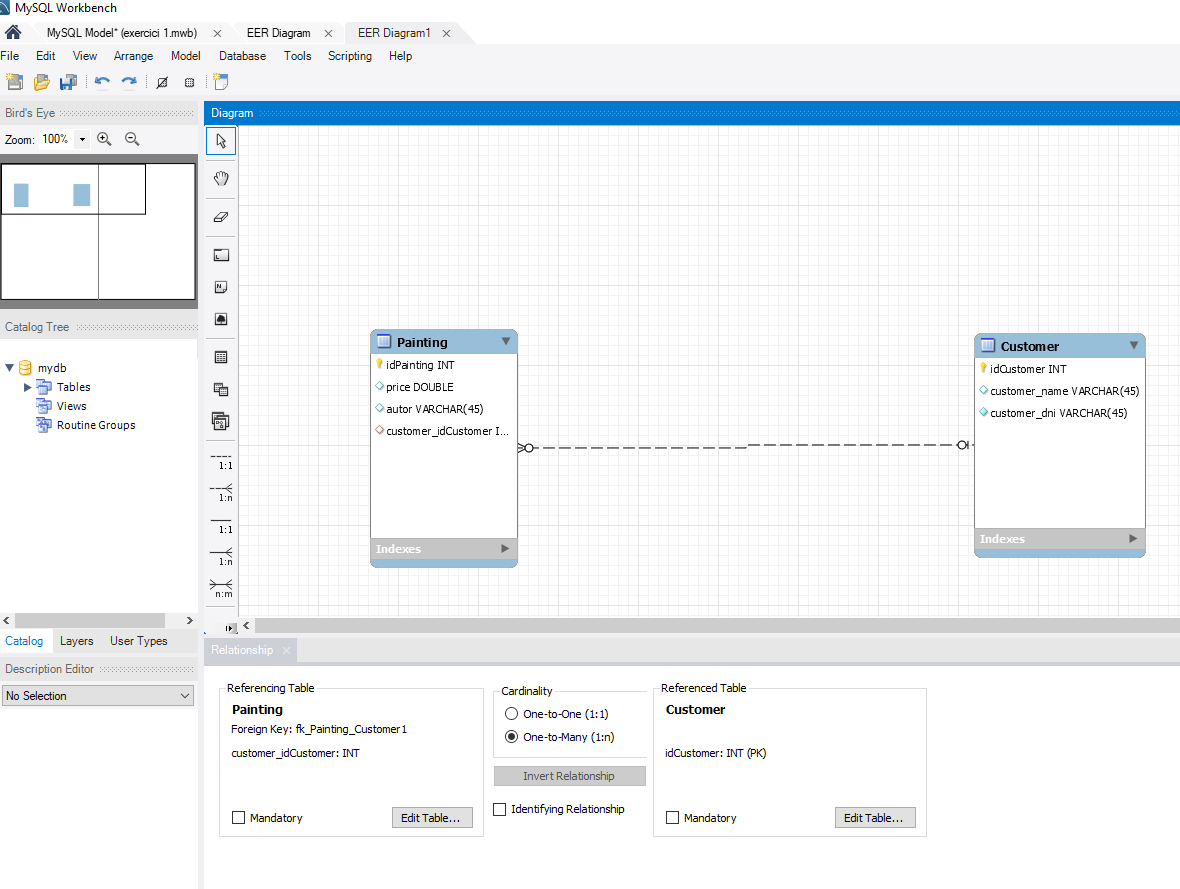 MySQL Workbench
MySQL Model* (exercici 1.mwb) × EER Diagram × EER Diagram1 ×
File Edit View Arrange Model Database Tools Scripting Help
Bird's Eye
Zoom: 100%
Diagram
Catalog Tree
mydb
Tables
Views
Routine Groups
1:1
1:n
1:1
1:n
n:m
Painting
idPainting INT
price DOUBLE
autor VARCHAR(45)
customer_idCustomer I...
Indexes
Customer
idCustomer INT
customer_name VARCHAR(45)
customer_dni VARCHAR(45)
Indexes
Catalog Layers User Types
Description Editor
No Selection
Relationship ×
Referencing Table
Painting
Foreign Key: fk_Painting_Customer1
customer_idCustomer: INT
Mandatory
Edit Table...
Cardinality
One-to-One (1:1)
One-to-Many (1:n)
Invert Relationship
Identifying Relationship
Referenced Table
Customer
idCustomer: INT (PK)
Mandatory
Edit Table...